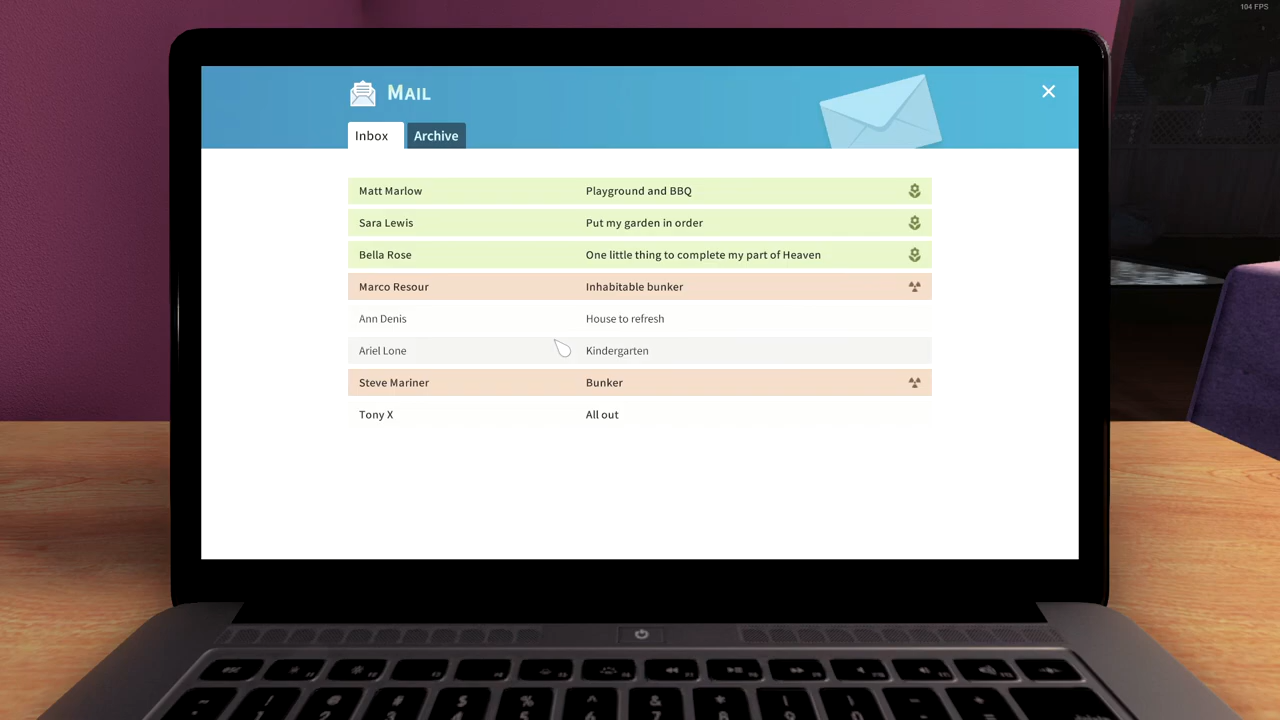 104 FPS
MAIL
Inbox Archive
Matt Marlow Playground and BBQ
Sara Lewis Put my garden in order
Bella Rose One little thing to complete my part of Heaven
Marco Resour Inhabitable bunker
Ann Denis House to refresh
Ariel Lone Kindergarten
Steve Mariner Bunker
Tony X All out